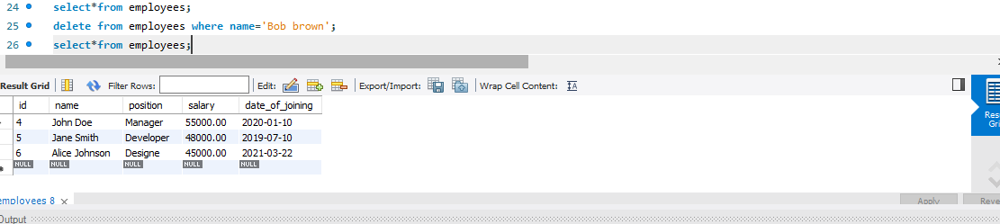 24 select*from employees;
25 delete from employees where name='Bob brown';
26 select*from employees;
Result Grid Filter Rows: Edit: Export/Import: Wrap Cell Content:
id name position salary date_of_joining
4 John Doe Manager 55000.00 2020-01-10
5 Jane Smith Developer 48000.00 2019-07-10
6 Alice Johnson Designe 45000.00 2021-03-22
NULL NULL NULL NULL NULL
Resu
Gri
employees 8 Apply Reve
Output